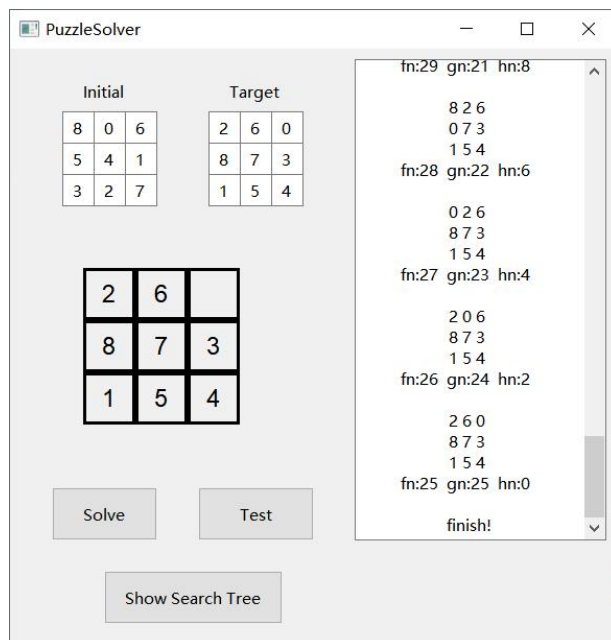 PuzzleSolver
Initial
8 0 6
5 4 1
3 2 7
Target
2 6 0
8 7 3
1 5 4
2 6
8 7 3
1 5 4
Solve
Test
Show Search Tree
fn:29 gn:21 hn:8
8 2 6
0 7 3
1 5 4
fn:28 gn:22 hn:6
0 2 6
8 7 3
1 5 4
fn:27 gn:23 hn:4
2 0 6
8 7 3
1 5 4
fn:26 gn:24 hn:2
2 6 0
8 7 3
1 5 4
fn:25 gn:25 hn:0
finish!